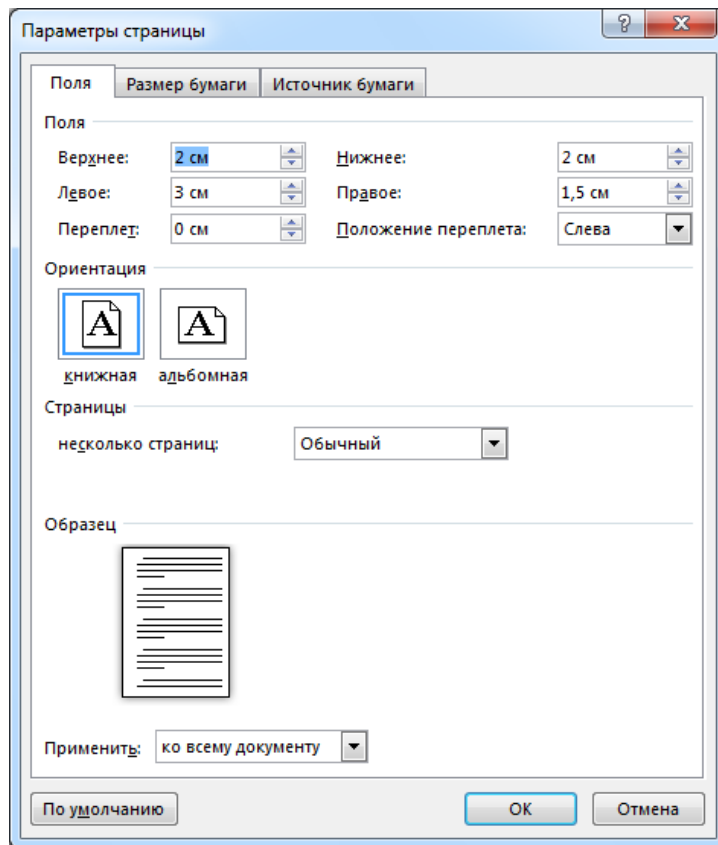 Параметры страницы
Поля Размер бумаги Источник бумаги
Поля
Верхнее: 2 см Нижнее: 2 см
Левое: 3 см Правое: 1,5 см
Переплет: 0 см Положение переплета: Слева
Ориентация
A A
книжная альбомная
Страницы
несколько страниц: Обычный
Образец
Применить: ко всему документу
По умолчанию ОК Отмена